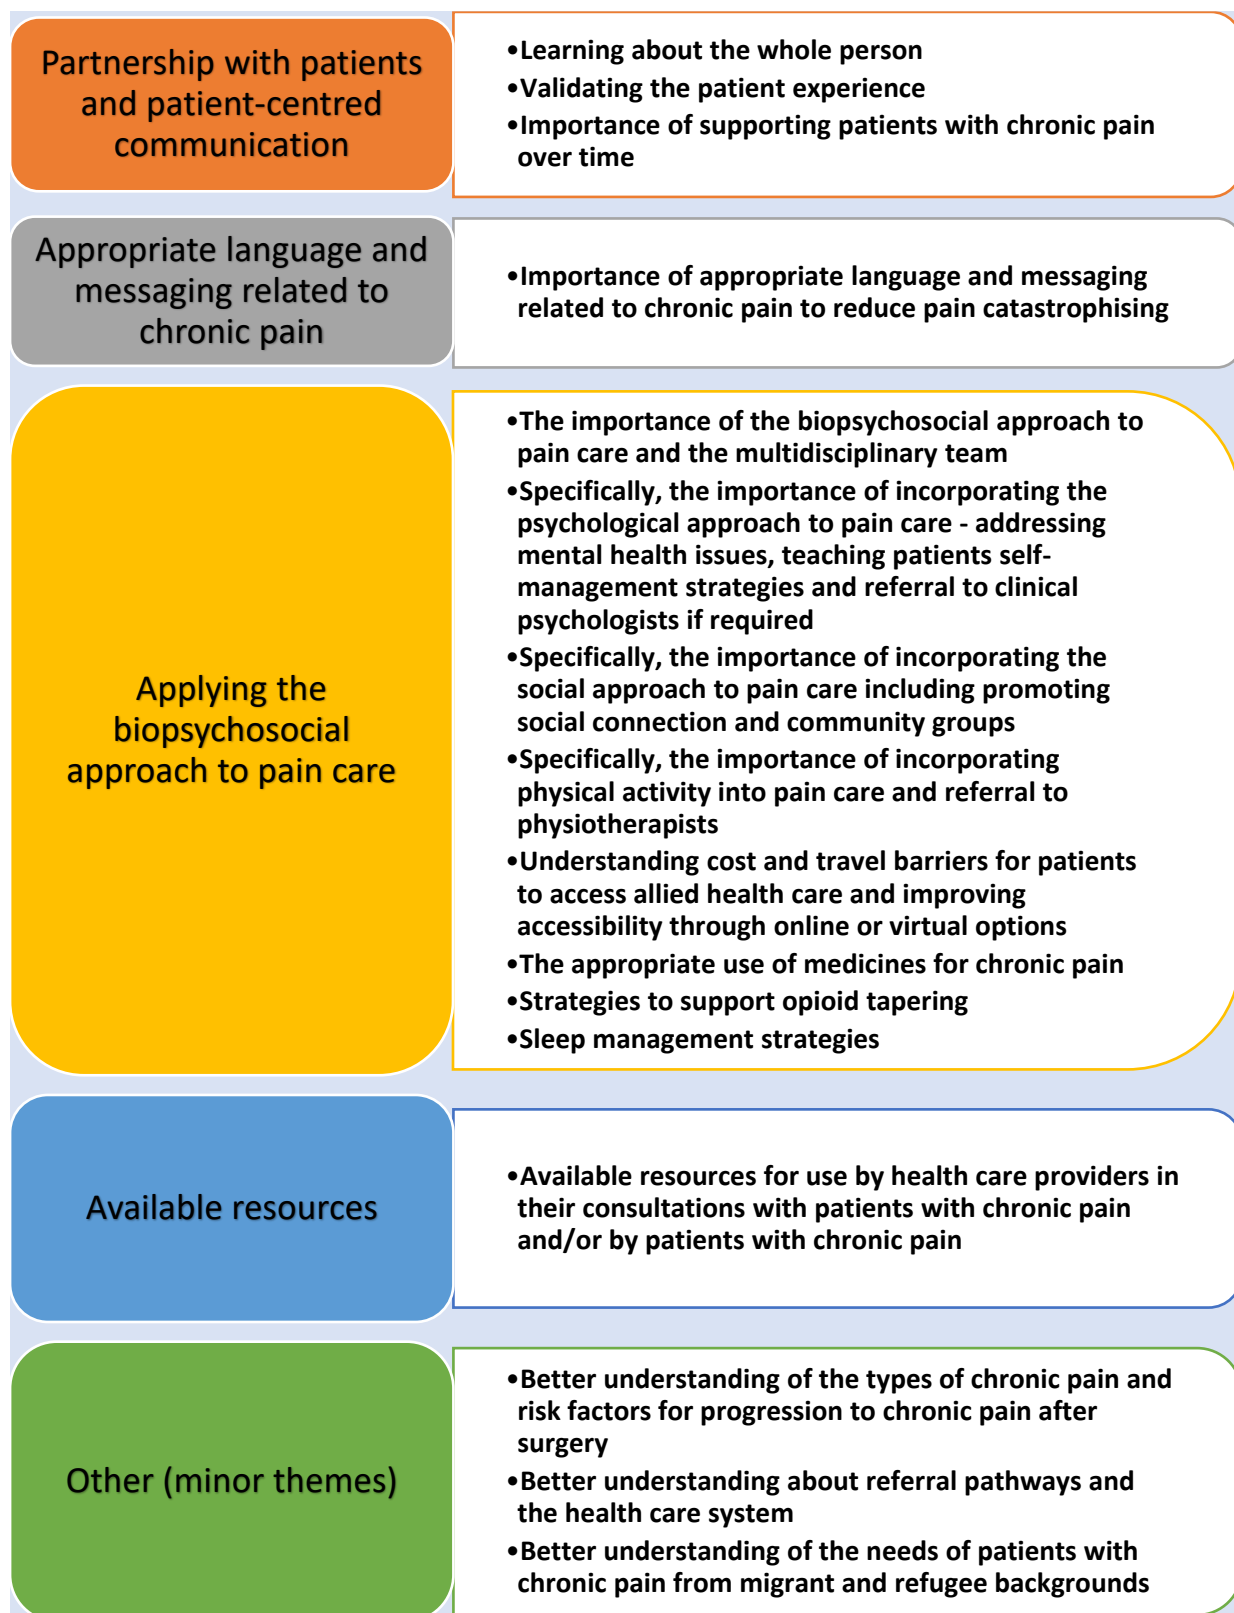 Partnership with patients
and patient-centred
communication
•Learning about the whole person
•Validating the patient experience
•Importance of supporting patients with chronic pain
over time
Appropriate language and
messaging related to
chronic pain
•Importance of appropriate language and messaging
related to chronic pain to reduce pain catastrophising
Applying the
biopsychosocial
approach to pain care
•The importance of the biopsychosocial approach to
pain care and the multidisciplinary team
•Specifically, the importance of incorporating the
psychological approach to pain care - addressing
mental health issues, teaching patients self-
management strategies and referral to clinical
psychologists if required
•Specifically, the importance of incorporating the
social approach to pain care including promoting
social connection and community groups
•Specifically, the importance of incorporating
physical activity into pain care and referral to
physiotherapists
•Understanding cost and travel barriers for patients
to access allied health care and improving
accessibility through online or virtual options
•The appropriate use of medicines for chronic pain
•Strategies to support opioid tapering
•Sleep management strategies
Available resources
•Available resources for use by health care providers in
their consultations with patients with chronic pain
and/or by patients with chronic pain
Other (minor themes)
•Better understanding of the types of chronic pain and
risk factors for progression to chronic pain after
surgery
•Better understanding about referral pathways and
the health care system
•Better understanding of the needs of patients with
chronic pain from migrant and refugee backgrounds